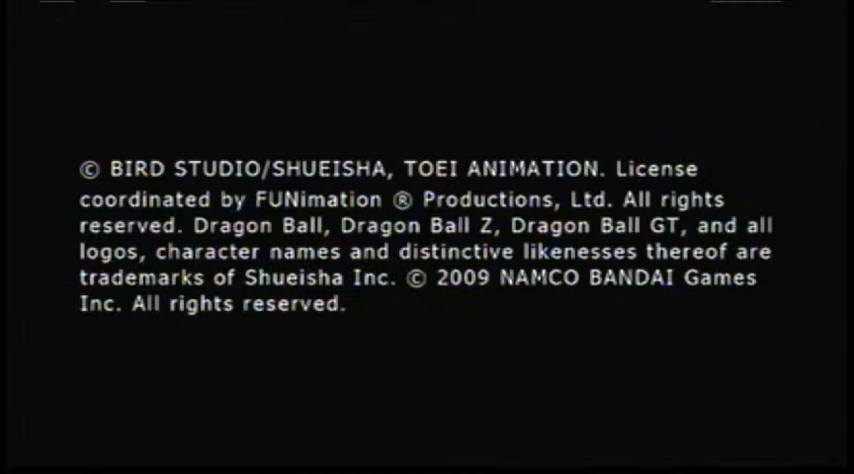 © BIRD STUDIO/SHUEISHA, TOEI ANIMATION. License
coordinated by FUNimation ® Productions, Ltd. All rights
reserved. Dragon Ball, Dragon Ball Z, Dragon Ball GT, and all
logos, character names and distinctive likenesses thereof are
trademarks of Shueisha Inc. © 2009 NAMCO BANDAI Games
Inc. All rights reserved.